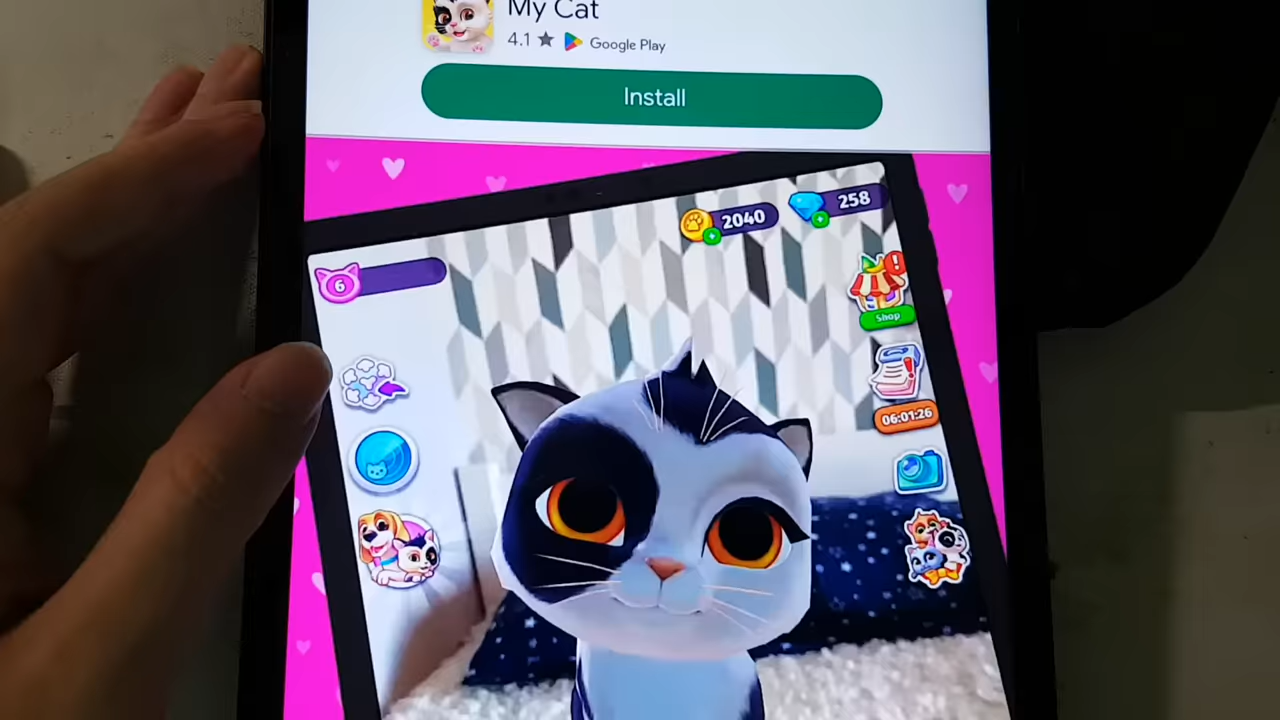 My Cat
4.1 ★ Google Play
Install
2040
258
6
Shop
06:01:26